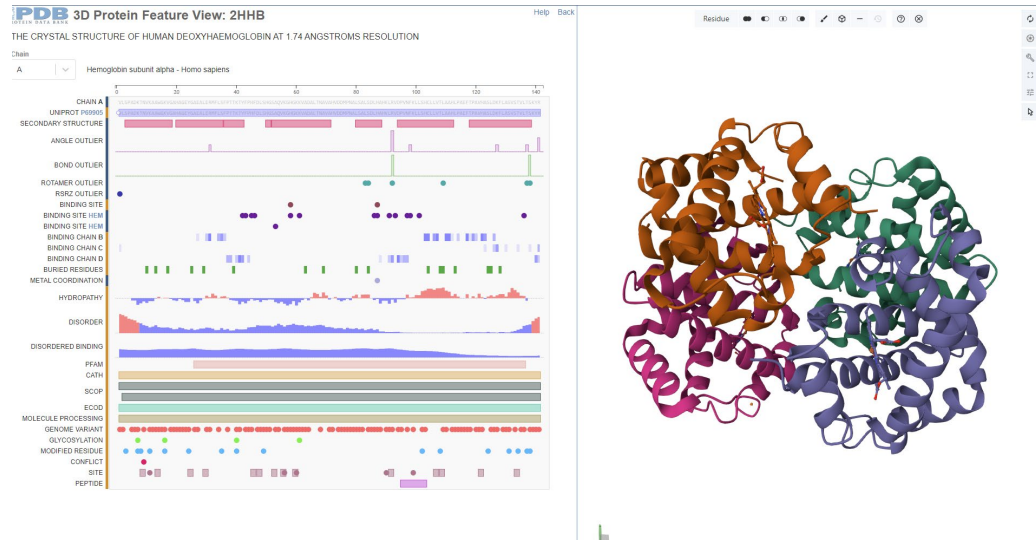 PDB 3D Protein Feature View: 2HHB
Help Back
PROTEIN DATA BANK
THE CRYSTAL STRUCTURE OF HUMAN DEOXYHAEMOGLOBIN AT 1.74 ANGSTROMS RESOLUTION
Chain
A
Hemoglobin subunit alpha - Homo sapiens
Residue
0 20 40 60 80 100 120 140
CHAIN A
UNIPROT P69905
SECONDARY STRUCTURE
ANGLE OUTLIER
BOND OUTLIER
ROTAMER OUTLIER
RSRZ OUTLIER
BINDING SITE
BINDING SITE HEM
BINDING SITE HEM
BINDING CHAIN B
BINDING CHAIN C
BINDING CHAIN D
BURIED RESIDUES
METAL COORDINATION
HYDROPATHY
DISORDER
DISORDERED BINDING
PFAM
CATH
SCOP
ECOD
MOLECULE PROCESSING
GENOME VARIANT
GLYCOSYLATION
MODIFIED RESIDUE
CONFLICT
SITE
PEPTIDE